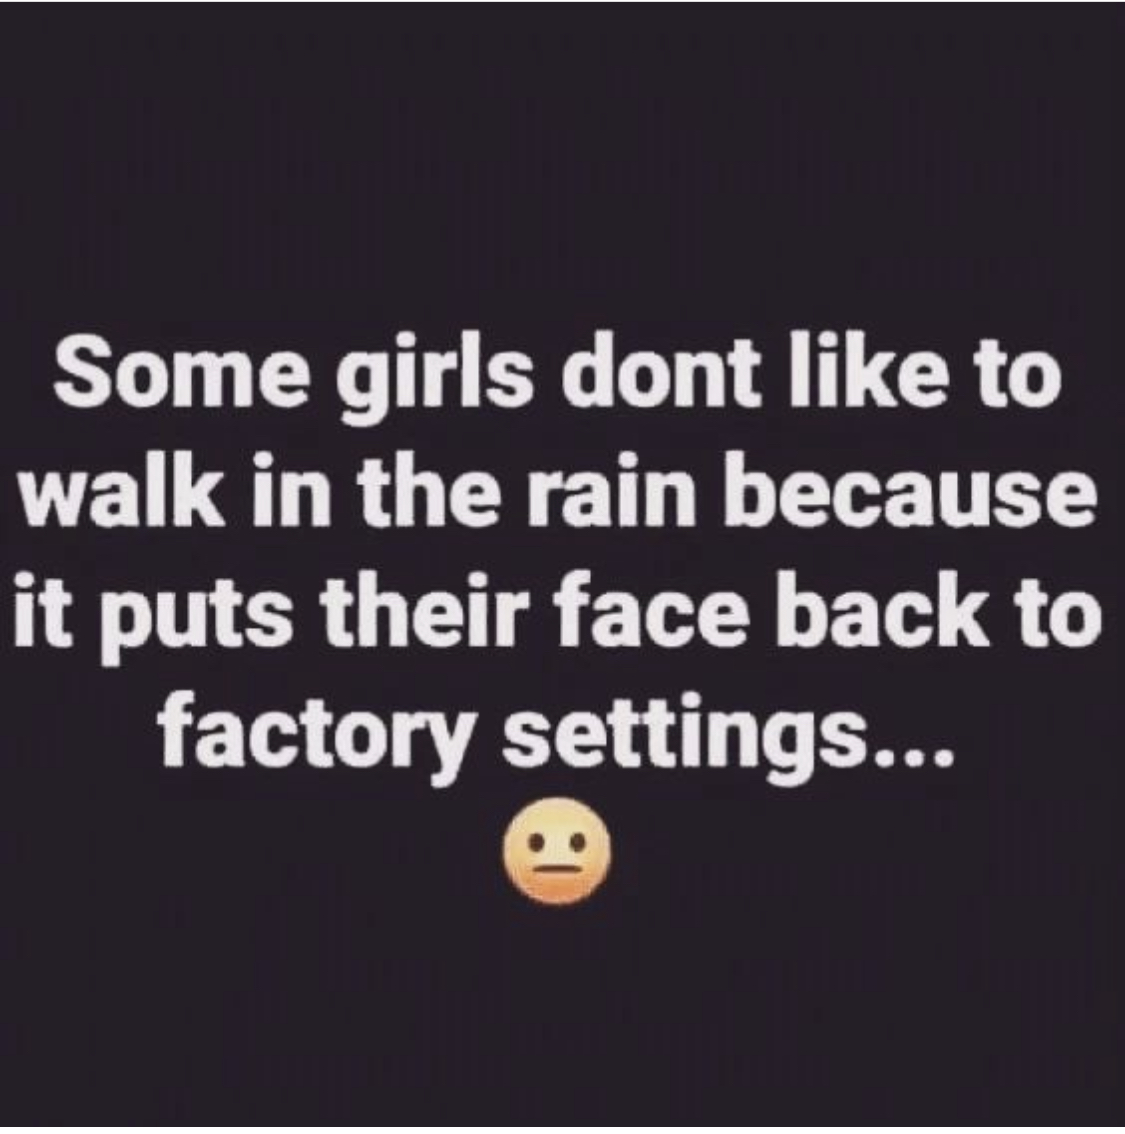 Some girls dont like to
walk in the rain because
it puts their face back to
factory settings...
😐